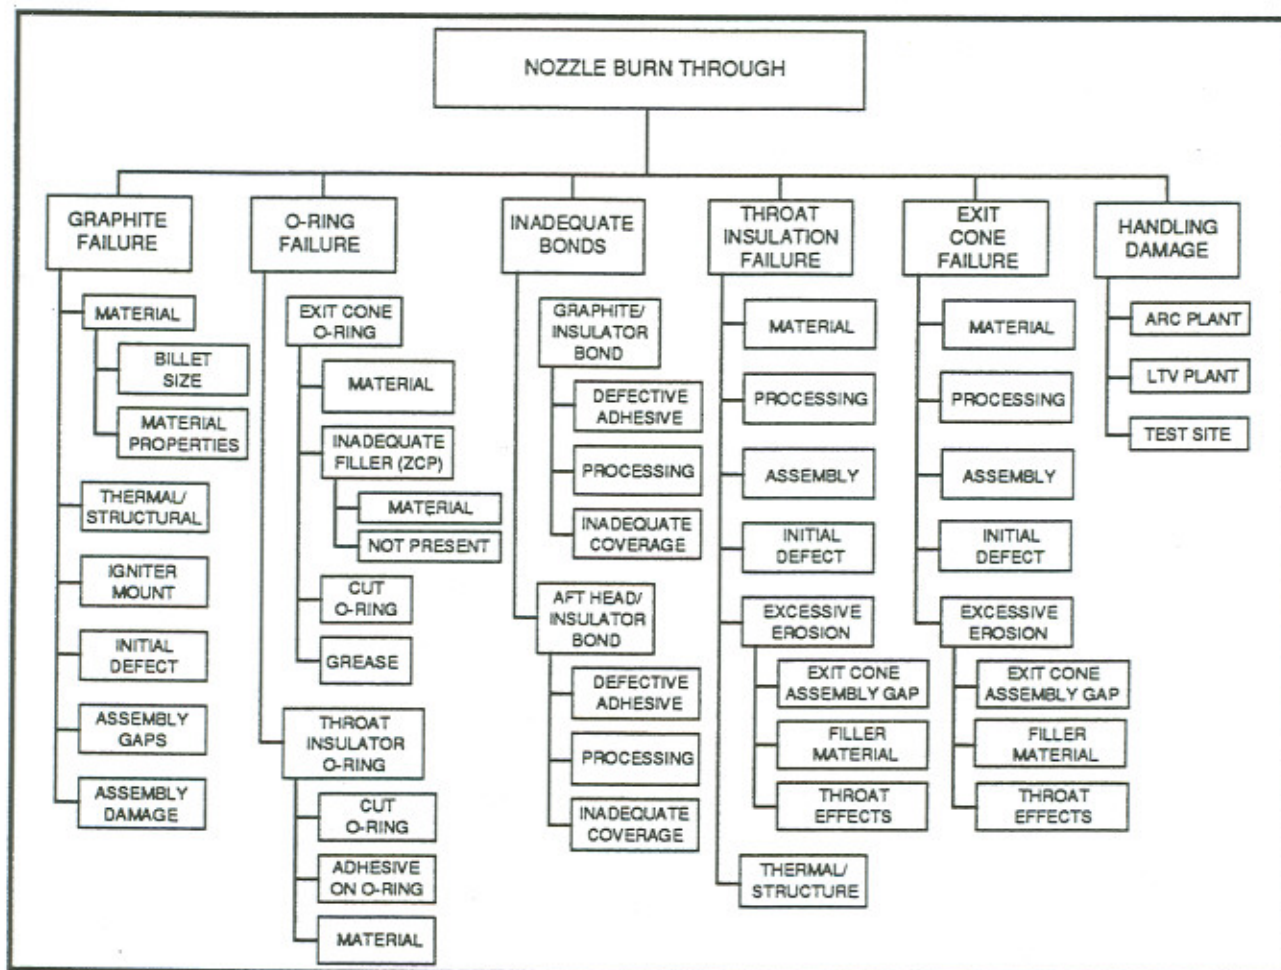 NOZZLE BURN THROUGH
GRAPHITE
FAILURE
MATERIAL
BILLET
SIZE
MATERIAL
PROPERTIES
THERMAL/
STRUCTURAL
IGNITER
MOUNT
INITIAL
DEFECT
ASSEMBLY
GAPS
ASSEMBLY
DAMAGE
O-RING
FAILURE
EXIT CONE
O-RING
MATERIAL
INADEQUATE
FILLER (ZCP)
MATERIAL
NOT PRESENT
CUT
O-RING
GREASE
THROAT
INSULATOR
O-RING
CUT
O-RING
ADHESIVE
ON O-RING
MATERIAL
INADEQUATE
BONDS
GRAPHITE/
INSULATOR
BOND
DEFECTIVE
ADHESIVE
PROCESSING
INADEQUATE
COVERAGE
AFT HEAD/
INSULATOR
BOND
DEFECTIVE
ADHESIVE
PROCESSING
INADEQUATE
COVERAGE
THROAT
INSULATION
FAILURE
MATERIAL
PROCESSING
ASSEMBLY
INITIAL
DEFECT
EXCESSIVE
EROSION
EXIT CONE
ASSEMBLY GAP
FILLER
MATERIAL
THROAT
EFFECTS
THERMAL/
STRUCTURE
EXIT
CONE
FAILURE
MATERIAL
PROCESSING
ASSEMBLY
INITIAL
DEFECT
EXCESSIVE
EROSION
EXIT CONE
ASSEMBLY GAP
FILLER
MATERIAL
THROAT
EFFECTS
HANDLING
DAMAGE
ARC PLANT
LTV PLANT
TEST SITE